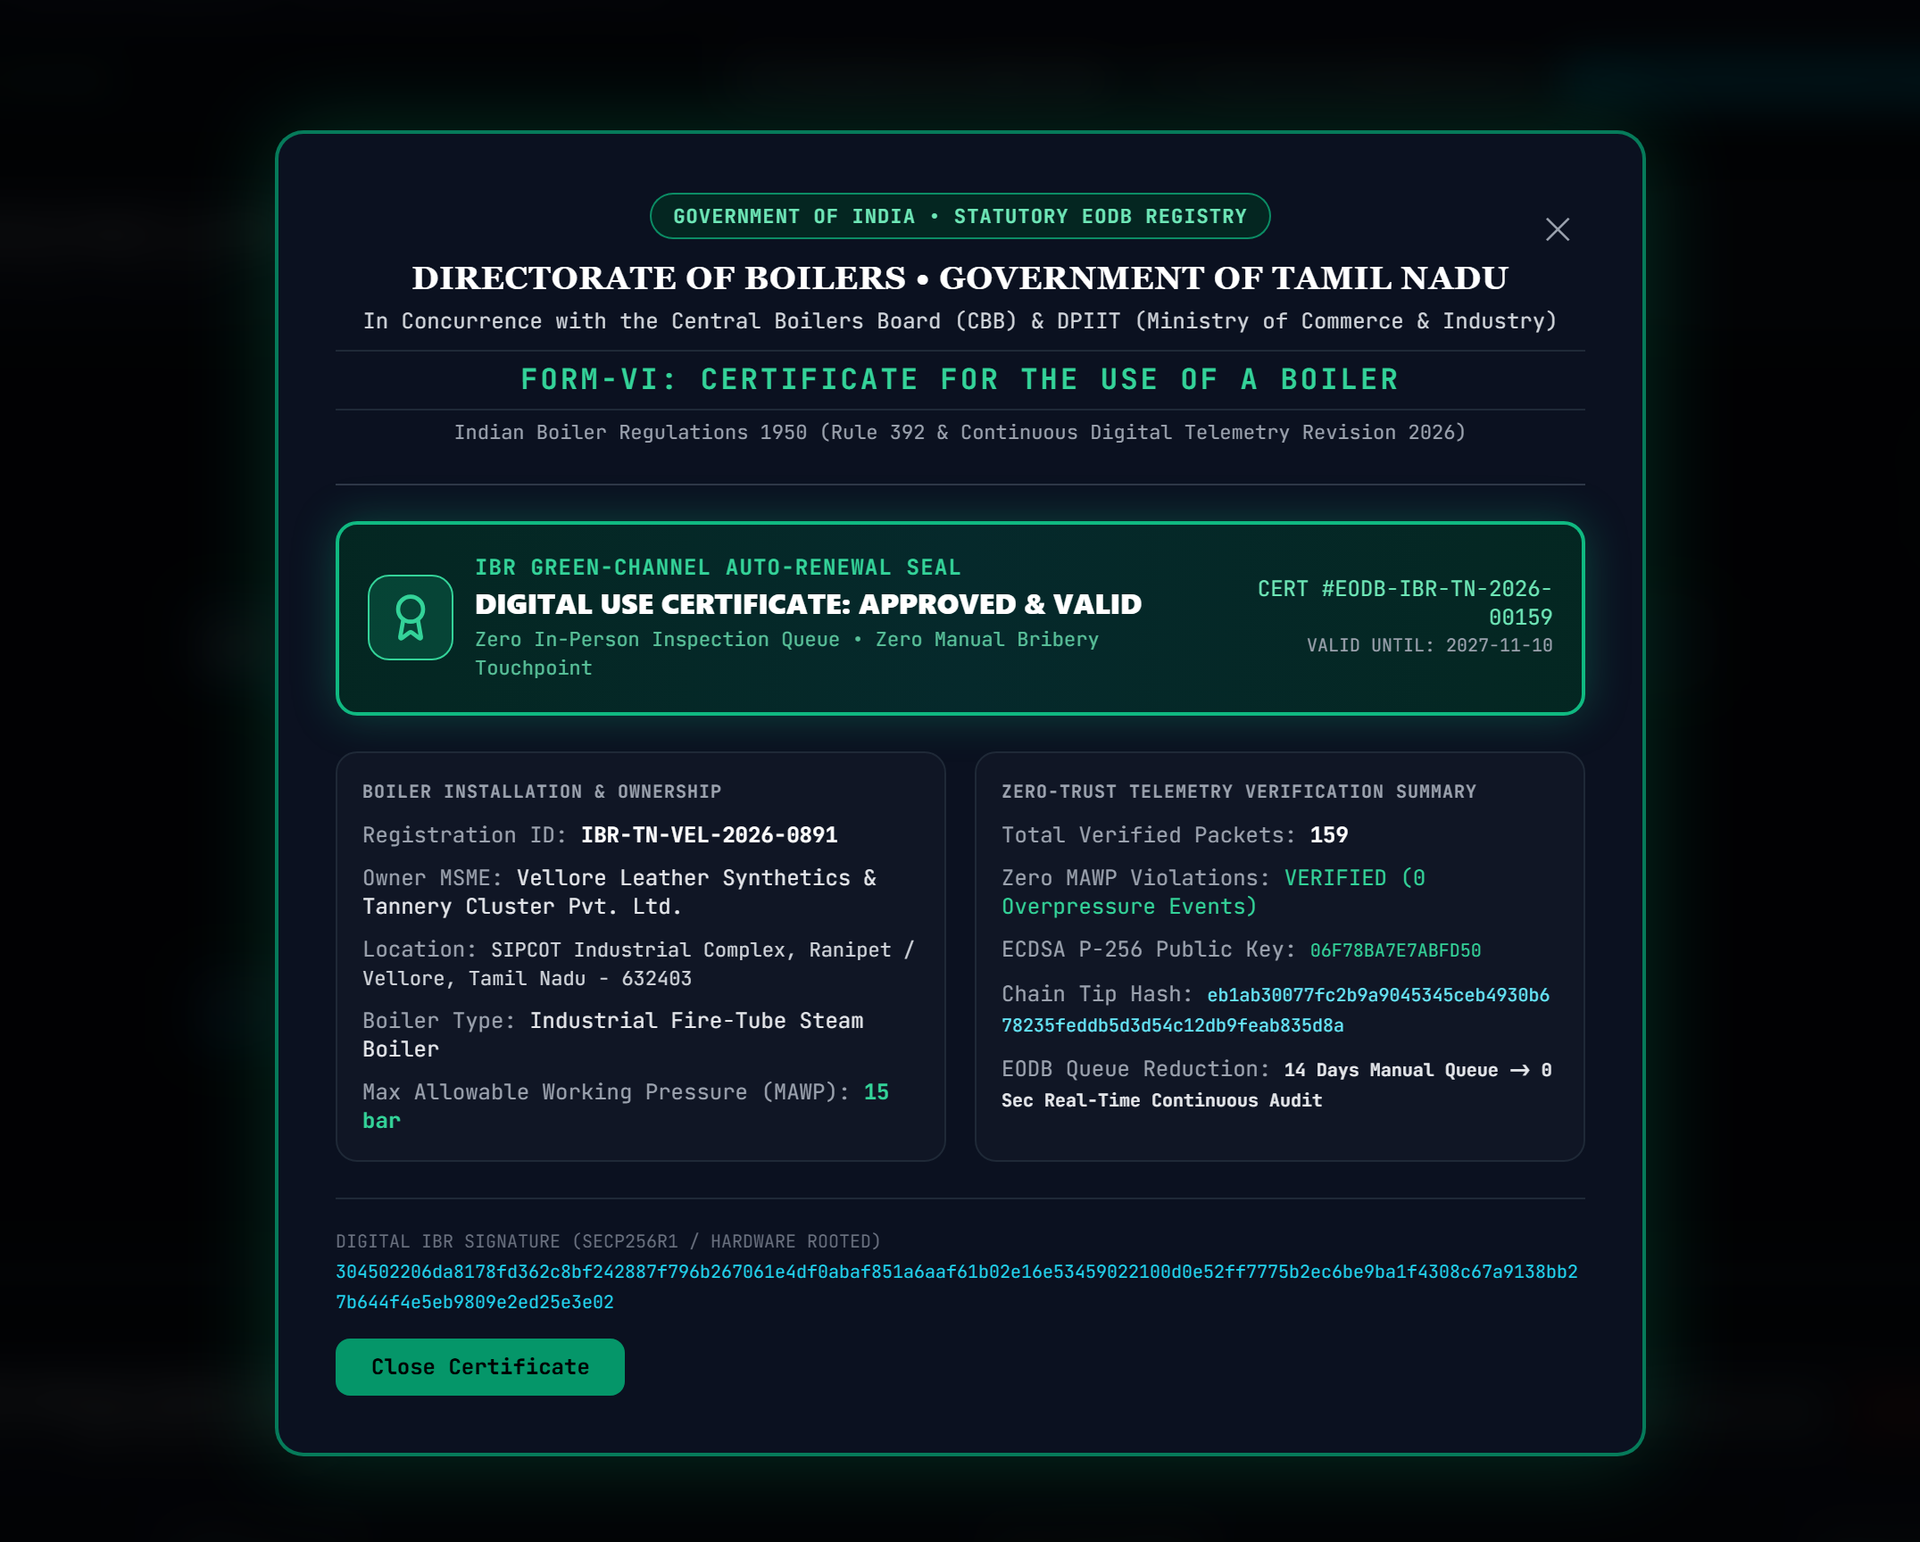 GOVERNMENT OF INDIA • STATUTORY EODB REGISTRY
DIRECTORATE OF BOILERS • GOVERNMENT OF TAMIL NADU
In Concurrence with the Central Boilers Board (CBB) & DPIIT (Ministry of Commerce & Industry)
FORM-VI: CERTIFICATE FOR THE USE OF A BOILER
Indian Boiler Regulations 1950 (Rule 392 & Continuous Digital Telemetry Revision 2026)
IBR GREEN-CHANNEL AUTO-RENEWAL SEAL
DIGITAL USE CERTIFICATE: APPROVED & VALID
Zero In-Person Inspection Queue • Zero Manual Bribery
Touchpoint
CERT #EODB-IBR-TN-2026-
00159
VALID UNTIL: 2027-11-10
BOILER INSTALLATION & OWNERSHIP
Registration ID: IBR-TN-VEL-2026-0891
Owner MSME: Vellore Leather Synthetics &
Tannery Cluster Pvt. Ltd.
Location: SIPCOT Industrial Complex, Ranipet /
Vellore, Tamil Nadu - 632403
Boiler Type: Industrial Fire-Tube Steam
Boiler
Max Allowable Working Pressure (MAWP): 15
bar
ZERO-TRUST TELEMETRY VERIFICATION SUMMARY
Total Verified Packets: 159
Zero MAWP Violations: VERIFIED (0
Overpressure Events)
ECDSA P-256 Public Key: 06F78BA7E7ABFD50
Chain Tip Hash: eb1ab30077fc2b9a9045345ceb4930b6
78235feddb5d3d54c12db9feab835d8a
EODB Queue Reduction: 14 Days Manual Queue → 0
Sec Real-Time Continuous Audit
DIGITAL IBR SIGNATURE (SECP256R1 / HARDWARE ROOTED)
304502206da8178fd362c8bf242887f796b267061e4df0abaf851a6aaf61b02e16e53459022100d0e52ff7775b2ec6be9ba1f4308c67a9138bb2
7b644f4e5eb9809e2ed25e3e02
Close Certificate